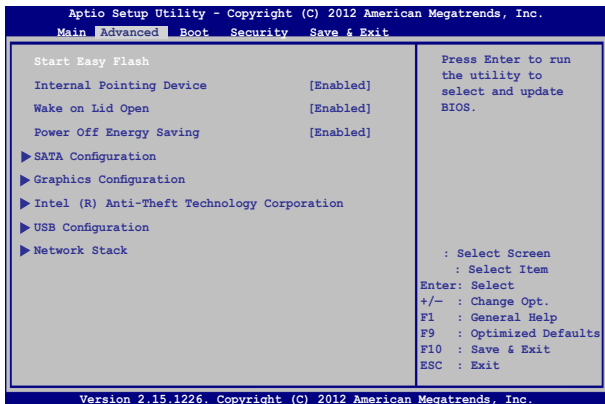 Aptio Setup Utility - Copyright (C) 2012 American Megatrends, Inc.
Main Advanced Boot Security Save & Exit
Start Easy Flash
Internal Pointing Device [Enabled]
Wake on Lid Open [Enabled]
Power Off Energy Saving [Enabled]
SATA Configuration
Graphics Configuration
Intel (R) Anti-Theft Technology Corporation
USB Configuration
Network Stack
Press Enter to run
the utility to
select and update
BIOS.
: Select Screen
: Select Item
Enter: Select
+/— : Change Opt.
F1 : General Help
F9 : Optimized Defaults
F10 : Save & Exit
ESC : Exit
Version 2.15.1226. Copyright (C) 2012 American Megatrends, Inc.